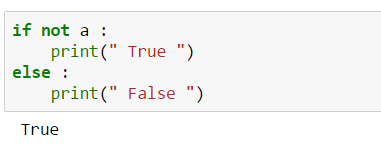 if not a :
    print(" True ")
else :
    print(" False ")
True